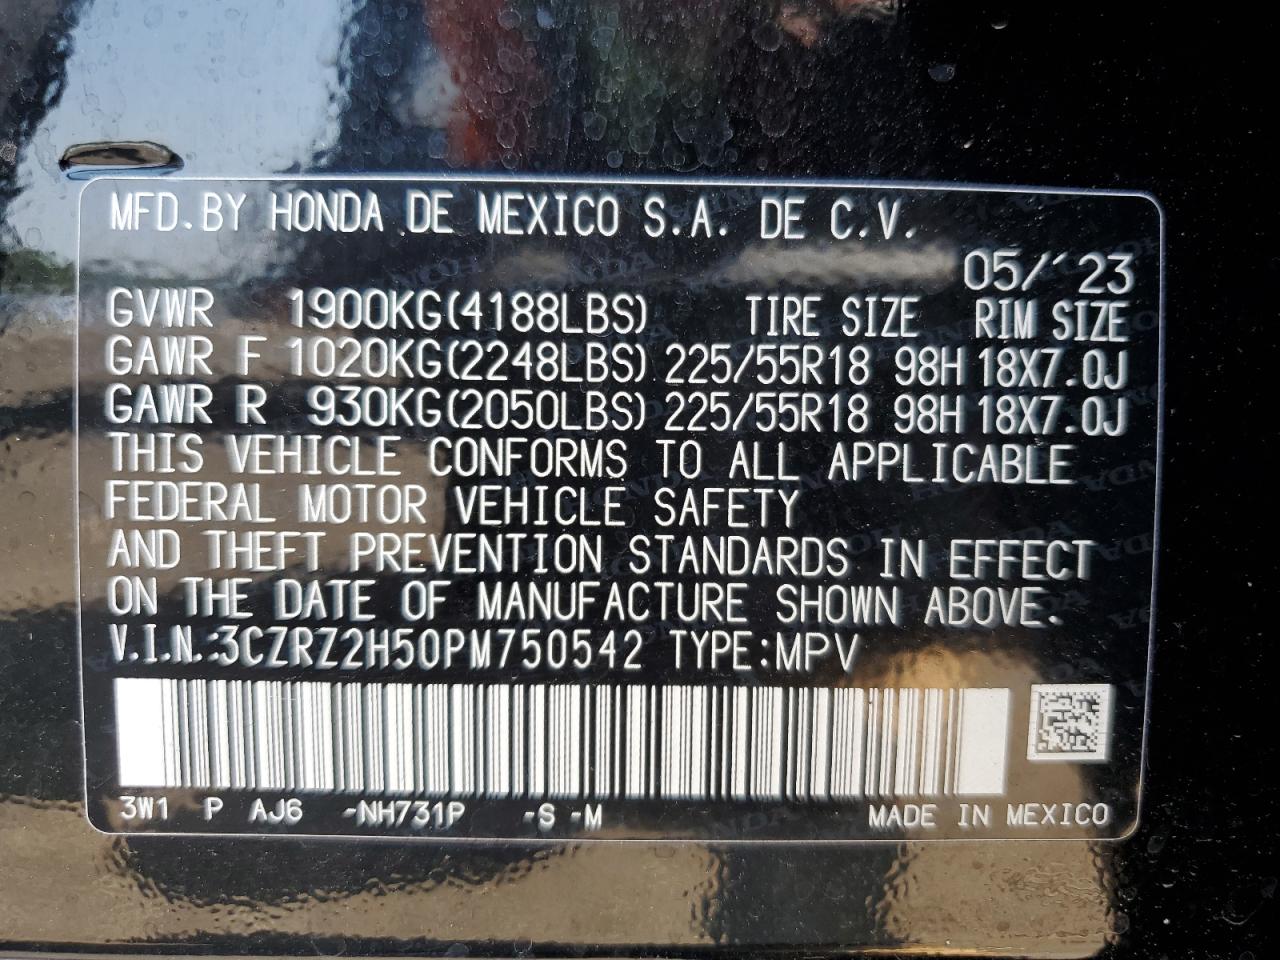 MFD.BY HONDA DE MEXICO S.A. DE C.V.
05/'23
GVWR 1900KG(4188LBS) TIRE SIZE RIM SIZE
GAWR F 1020KG(2248LBS) 225/55R18 98H 18X7.0J
GAWR R 930KG(2050LBS) 225/55R18 98H 18X7.0J
THIS VEHICLE CONFORMS TO ALL APPLICABLE
FEDERAL MOTOR VEHICLE SAFETY
AND THEFT PREVENTION STANDARDS IN EFFECT
ON THE DATE OF MANUFACTURE SHOWN ABOVE.
V.I.N.:3CZRZ2H50PM750542 TYPE:MPV
3W1 P AJ6 -NH731P -S -M MADE IN MEXICO